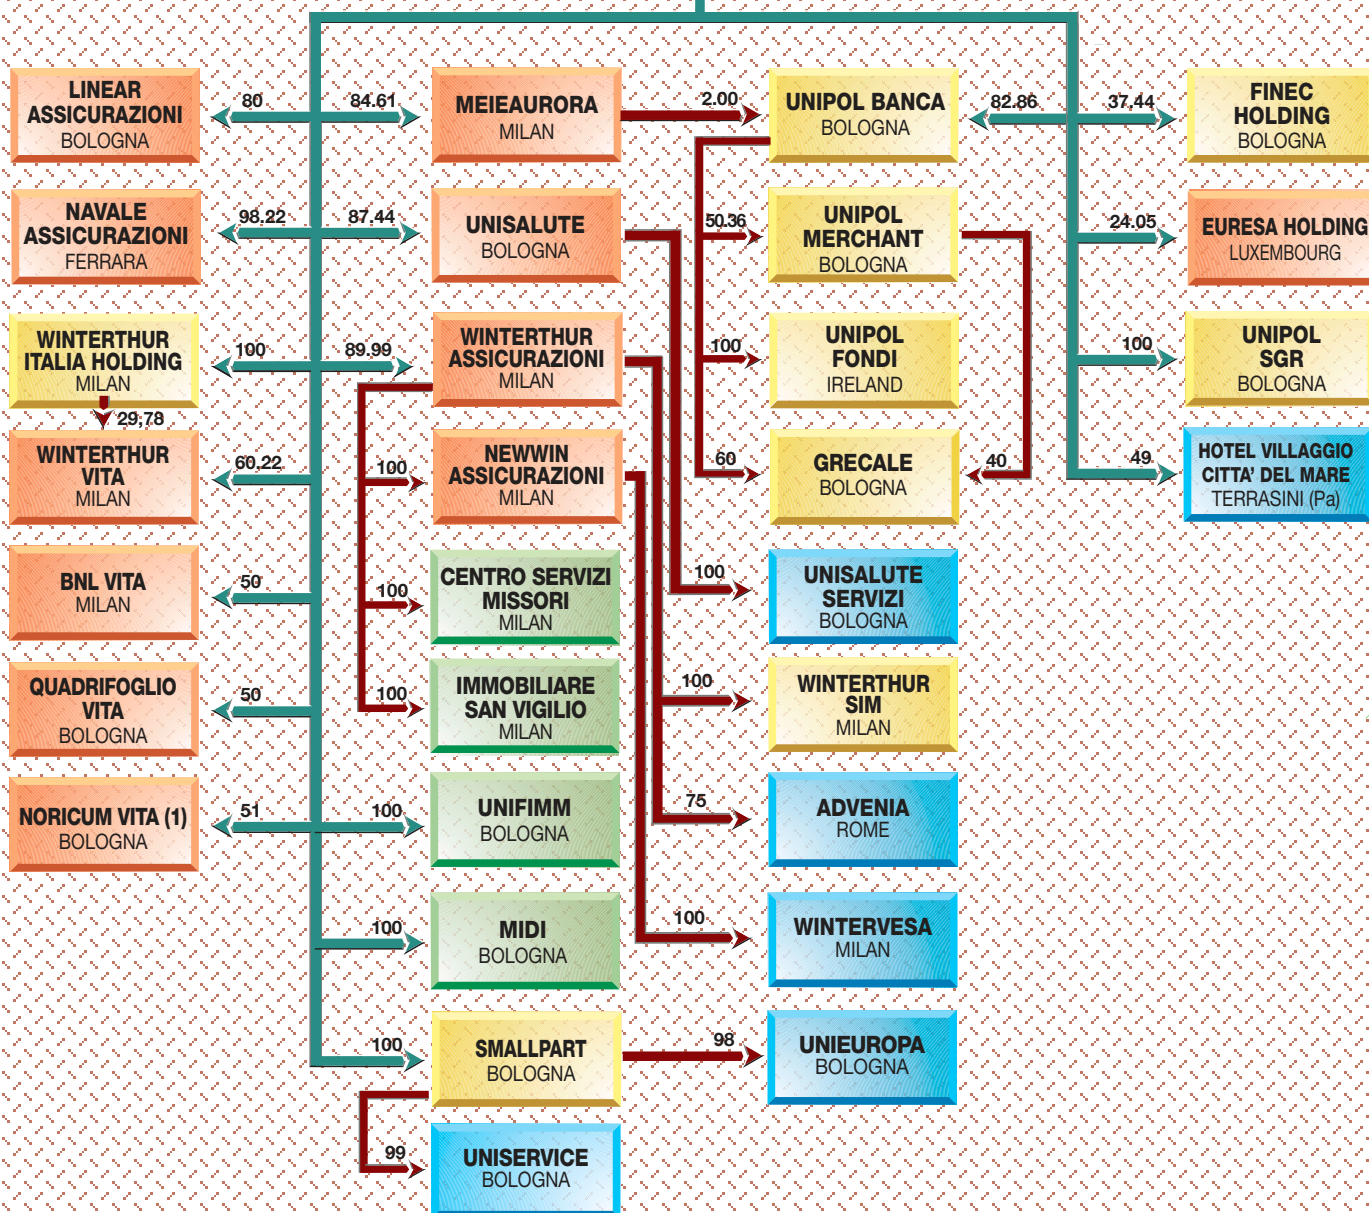 LINEAR
ASSICURAZIONI
BOLOGNA
80
84.61
MEIEAURORA
MILAN
2.00
UNIPOL BANCA
BOLOGNA
82.86
37.44
FINEC
HOLDING
BOLOGNA
NAVALE
ASSICURAZIONI
FERRARA
98.22
87.44
UNISALUTE
BOLOGNA
50.36
UNIPOL
MERCHANT
BOLOGNA
24.05
EURESA HOLDING
LUXEMBOURG
WINTERTHUR
ITALIA HOLDING
MILAN
100
89.99
WINTERTHUR
ASSICURAZIONI
MILAN
100
UNIPOL
FONDI
IRELAND
100
UNIPOL
SGR
BOLOGNA
29,78
WINTERTHUR
VITA
MILAN
60.22
100
NEWWIN
ASSICURAZIONI
MILAN
60
GRECALE
BOLOGNA
40
49
HOTEL VILLAGGIO
CITTA' DEL MARE
TERRASINI (Pa)
BNL VITA
MILAN
50
100
CENTRO SERVIZI
MISSORI
MILAN
100
UNISALUTE
SERVIZI
BOLOGNA
QUADRIFOGLIO
VITA
BOLOGNA
50
100
IMMOBILIARE
SAN VIGILIO
MILAN
100
WINTERTHUR
SIM
MILAN
NORICUM VITA (1)
BOLOGNA
51
100
UNIFIMM
BOLOGNA
75
ADVENIA
ROME
100
MIDI
BOLOGNA
100
WINTERVESA
MILAN
100
SMALLPART
BOLOGNA
98
UNIEUROPA
BOLOGNA
99
UNISERVICE
BOLOGNA